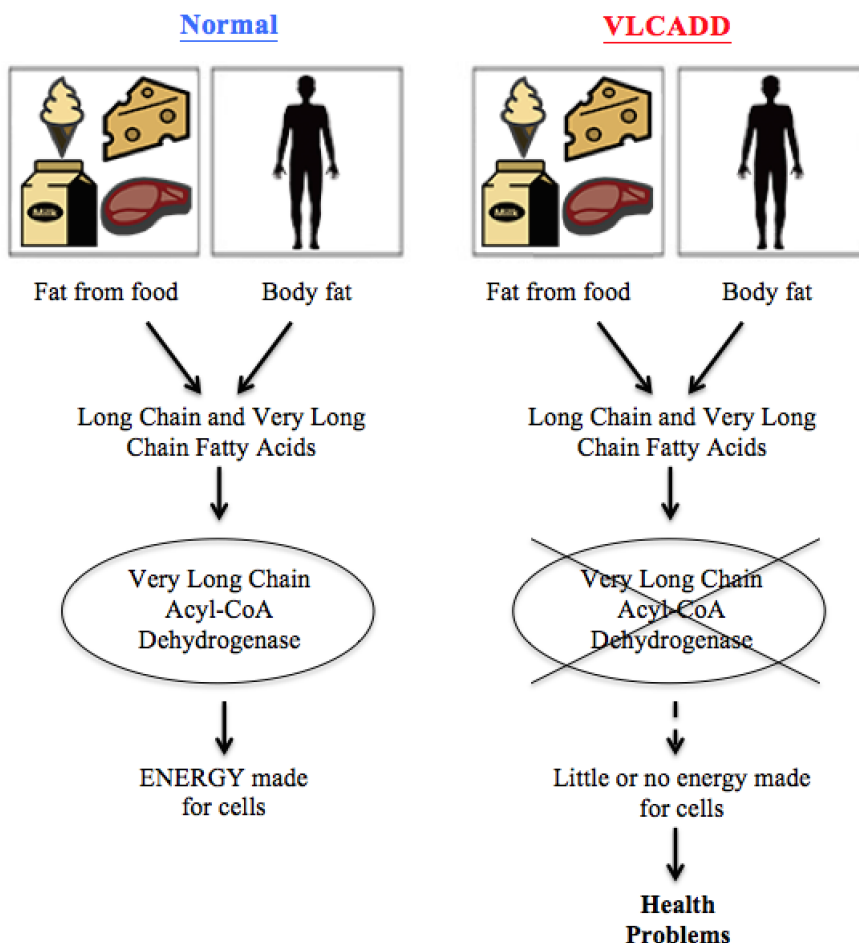 Normal
Milk
Fat from food
Body fat
Long Chain and Very Long
Chain Fatty Acids
Very Long Chain
Acyl-CoA
Dehydrogenase
ENERGY made
for cells
VLCADD
Milk
Fat from food
Body fat
Long Chain and Very Long
Chain Fatty Acids
Very Long Chain
Acyl-CoA
Dehydrogenase
Little or no energy made
for cells
Health
Problems